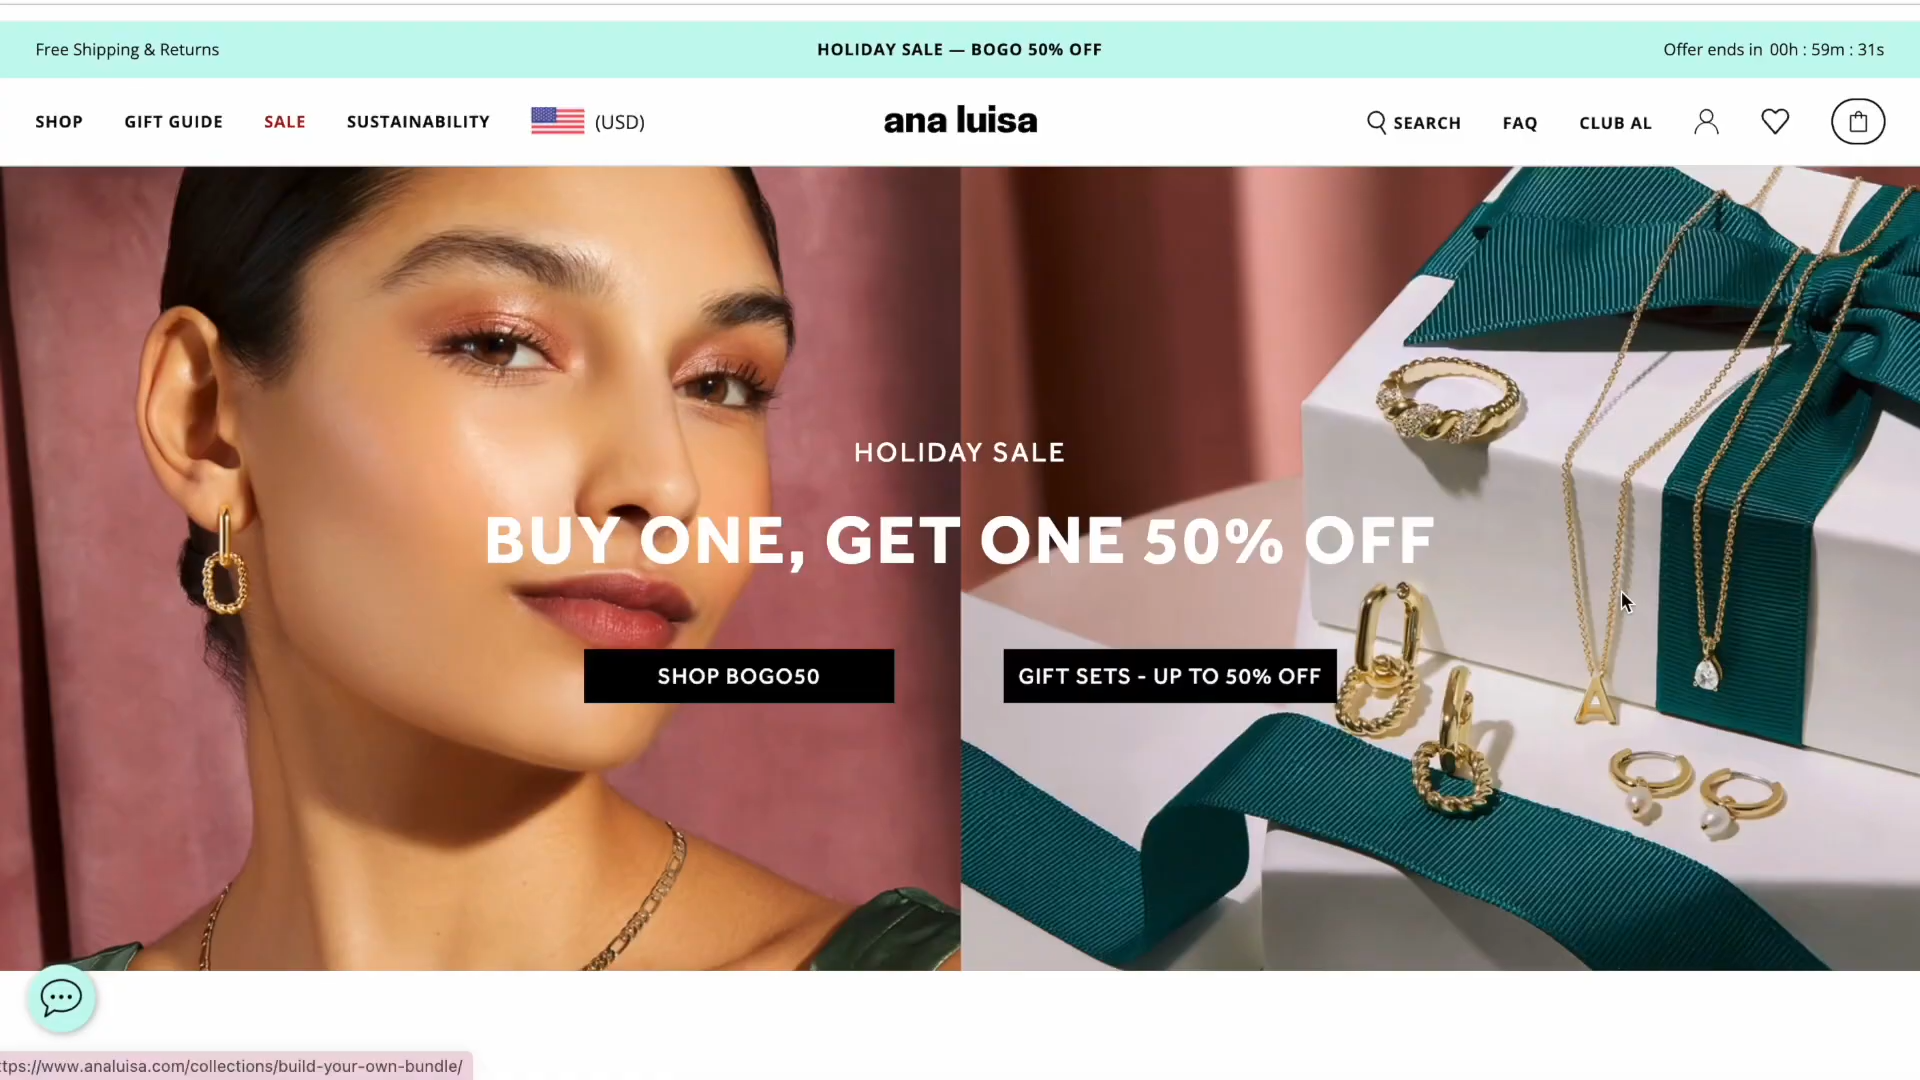 Free Shipping & Returns
HOLIDAY SALE — BOGO 50% OFF
Offer ends in 00h : 59m : 31s
SHOP
GIFT GUIDE
SALE
SUSTAINABILITY
(USD)
ana luisa
SEARCH
FAQ
CLUB AL
HOLIDAY SALE
BUY ONE, GET ONE 50% OFF
SHOP BOGO50
GIFT SETS - UP TO 50% OFF
A
tps://www.analuisa.com/collections/build-your-own-bundle/